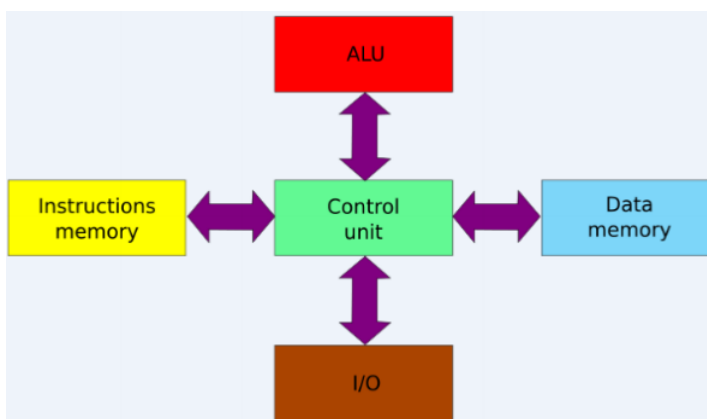 ALU
Instructions
memory
Control
unit
Data
memory
I/O